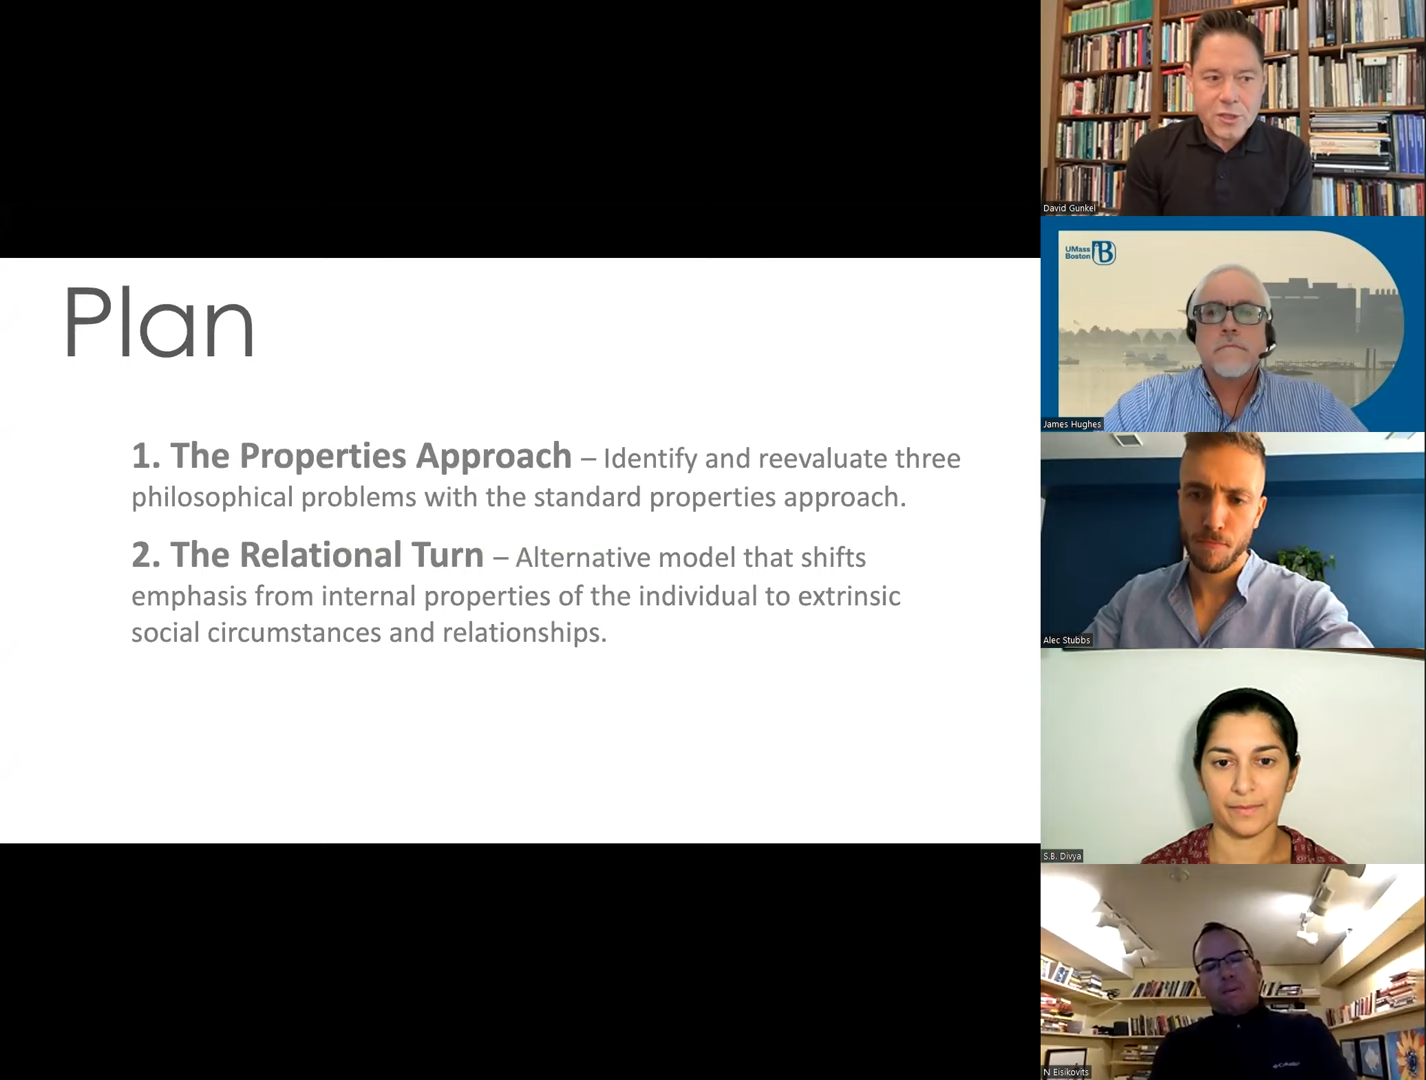 Plan
1. The Properties Approach – Identify and reevaluate three
philosophical problems with the standard properties approach.
2. The Relational Turn – Alternative model that shifts
emphasis from internal properties of the individual to extrinsic
social circumstances and relationships.
David Gunkel
UMass
Boston
B
James Hughes
Alec Stubbs
S.B. Divya
N Eisikovits
Columbia